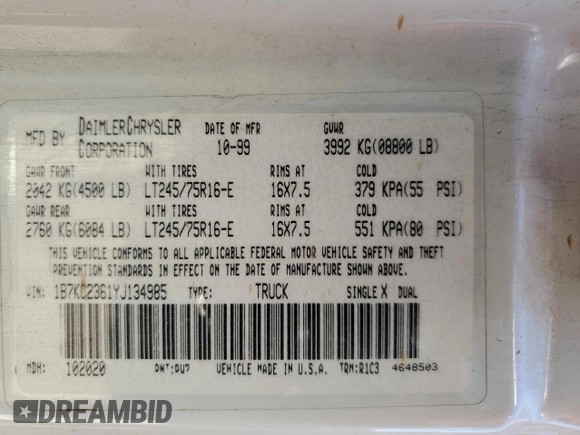 MFD BY DAIMLERCHRYSLER CORPORATION DATE OF MFR 10-99 GVWR 3992 KG(08800 LB)
GAWR FRONT WITH TIRES RIMS AT COLD
2042 KG(4500 LB) LT245/75R16-E 16X7.5 379 KPA(55 PSI)
GAWR REAR WITH TIRES RIMS AT COLD
2760 KG(6084 LB) LT245/75R16-E 16X7.5 551 KPA(80 PSI)
THIS VEHICLE CONFORMS TO ALL APPLICABLE FEDERAL MOTOR VEHICLE SAFETY AND THEFT
PREVENTION STANDARDS IN EFFECT ON THE DATE OF MANUFACTURE SHOWN ABOVE.
VIN: 1B7KC2361YJ134985 TYPE: TRUCK SINGLE X DUAL
MDH: 102020 PNT:PW7 VEHICLE MADE IN U.S.A. TRM:R1C3 4648503
DREAMBID